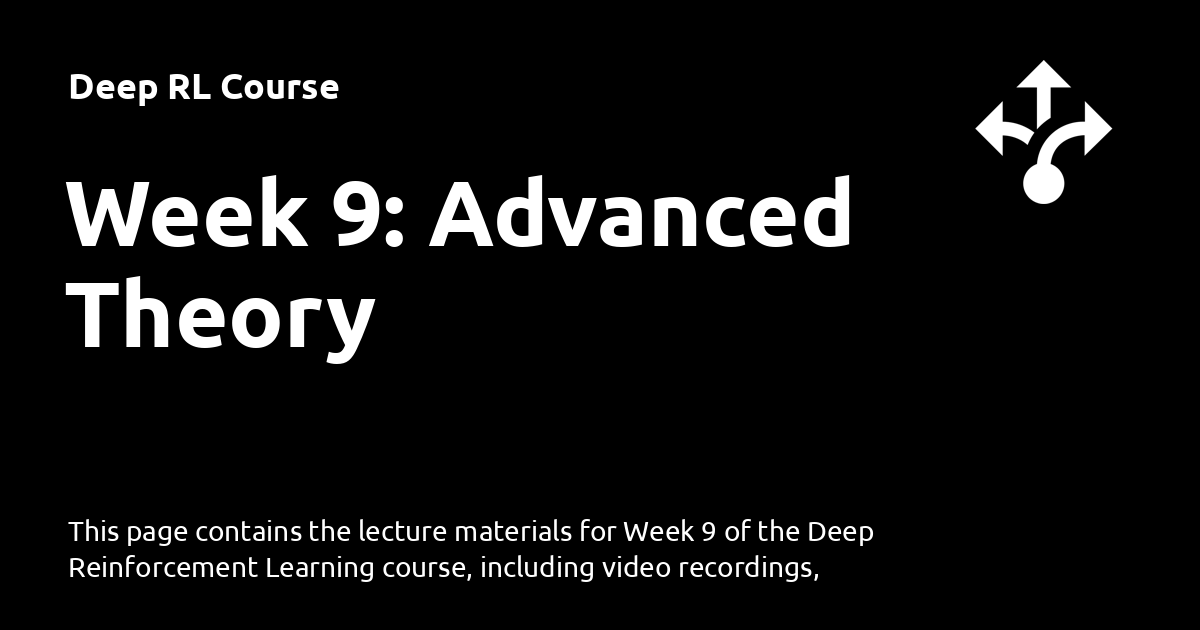 Deep RL Course
Week 9: Advanced
Theory
This page contains the lecture materials for Week 9 of the Deep
Reinforcement Learning course, including video recordings,